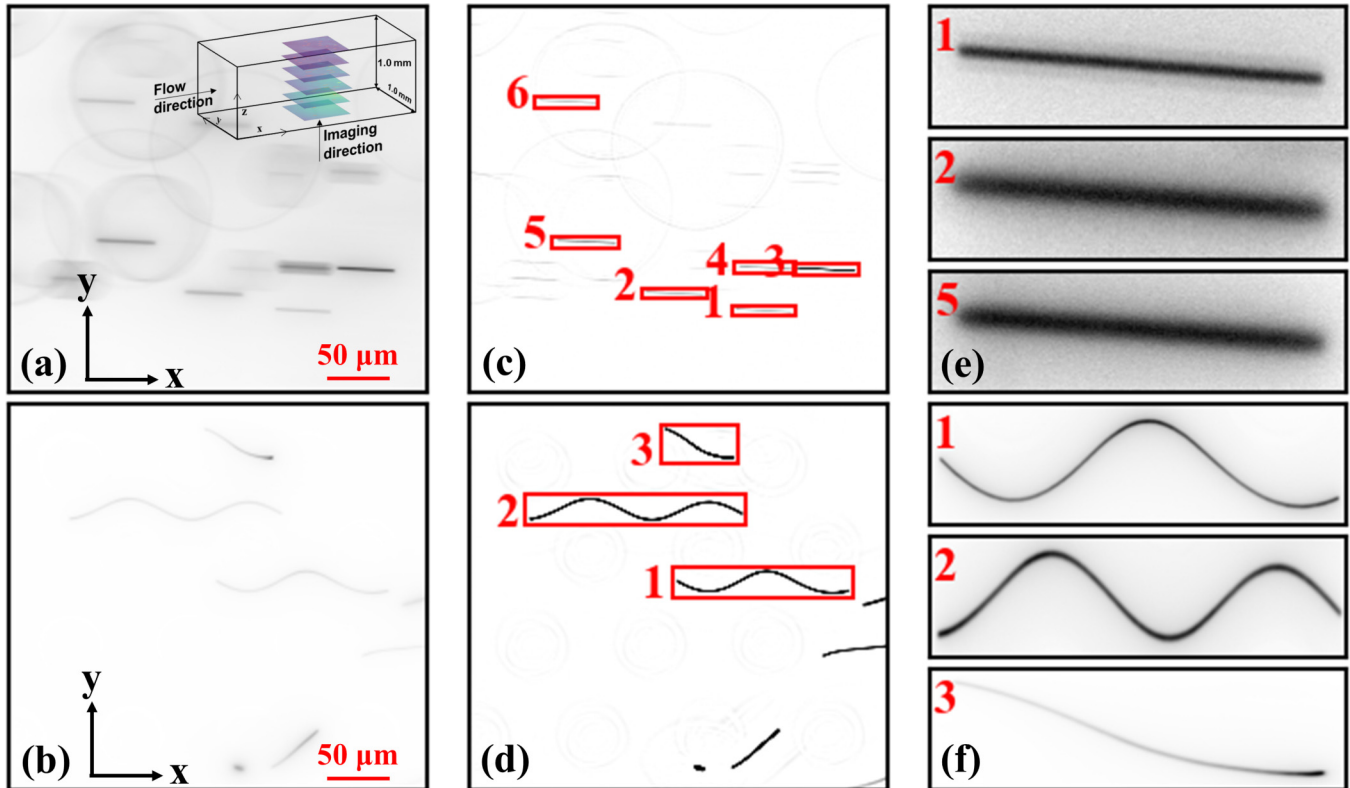 1.0 mm
Flow
direction
1.0 mm
z
y
x
Imaging
direction
y
(a)
x
50 μm
6
5
4
3
2
1
(c)
1
2
5
(e)
y
(b)
x
50 μm
3
2
1
(d)
1
2
3
(f)